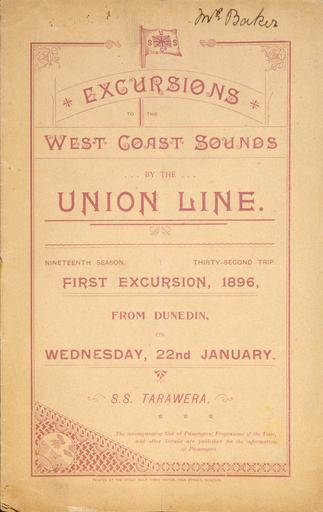 Mr Baker
U
S S
Co
EXCURSIONS
TO THE
WEST COAST SOUNDS
... BY THE ...
UNION LINE.
NINETEENTH SEASON. THIRTY-SECOND TRIP.
FIRST EXCURSION, 1896,
FROM DUNEDIN,
ON
WEDNESDAY, 22nd JANUARY.
S.S. TARAWERA.
The accompanying List of Passengers, Programme of the Tour,
and other Details are published for the information
of Passengers.